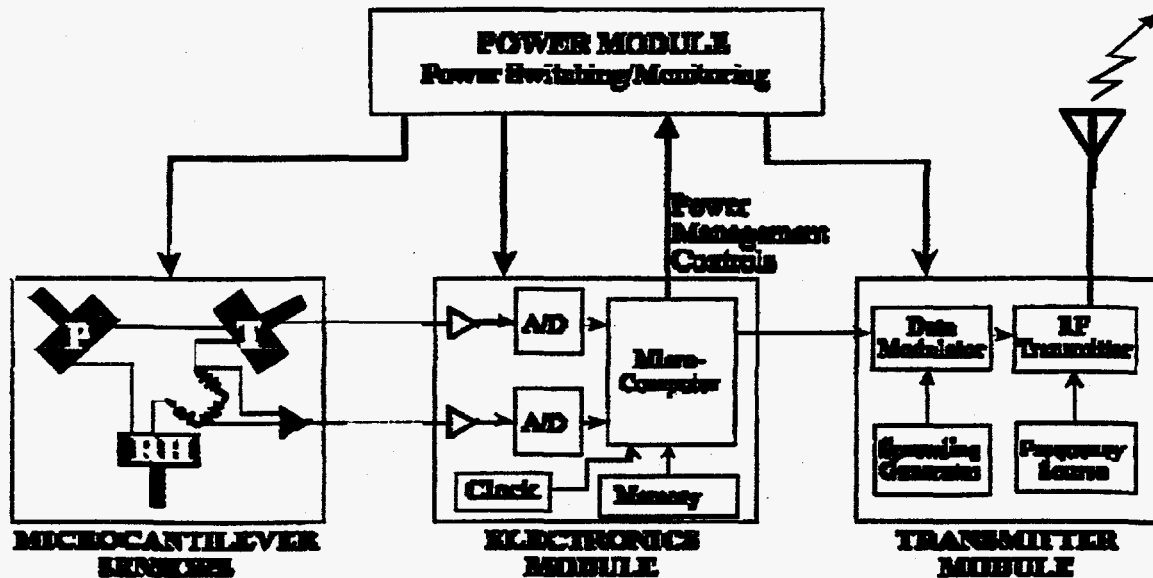 POWER MODULE
Power Switching/Monitoring
Power
Management
Controls
P
T
RH
A/D
A/D
Micro-
Computer
Clock
Memory
Data
Modulator
RF
Transmitter
Spreading
Generator
Frequency
Source
MICROCANTILEVER
SENSORS
ELECTRONICS
MODULE
TRANSMITTER
MODULE